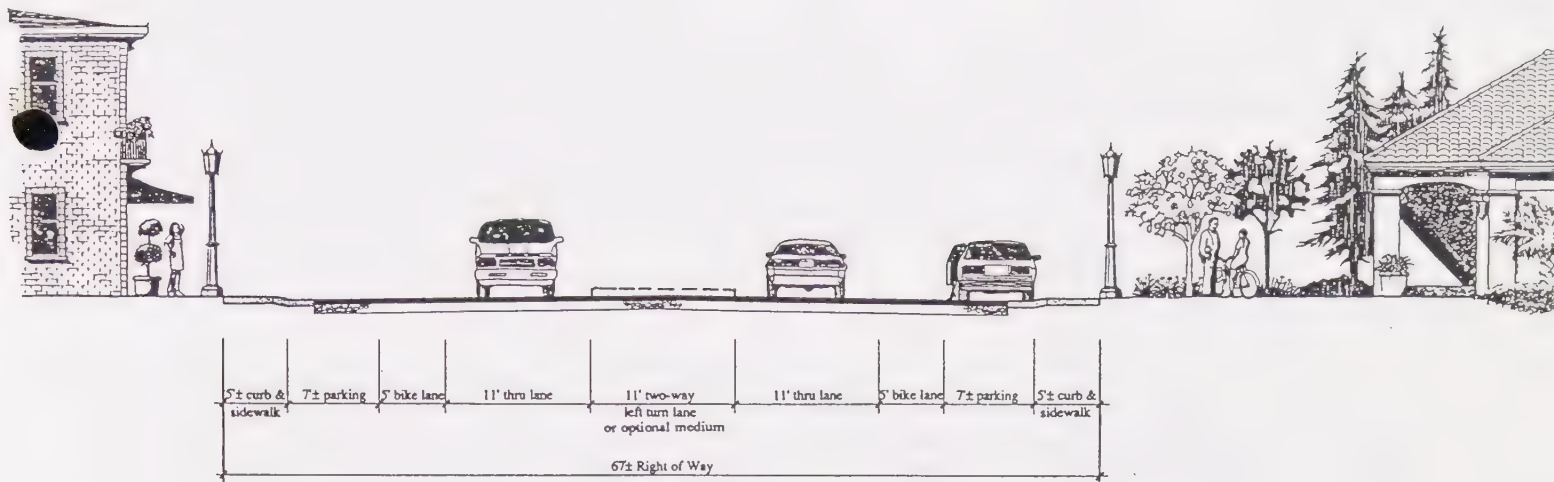 5'± curb & sidewalk
7'± parking
5' bike lane
11' thru lane
11' two-way left turn lane or optional medium
11' thru lane
5' bike lane
7'± parking
5'± curb & sidewalk
67± Right of Way